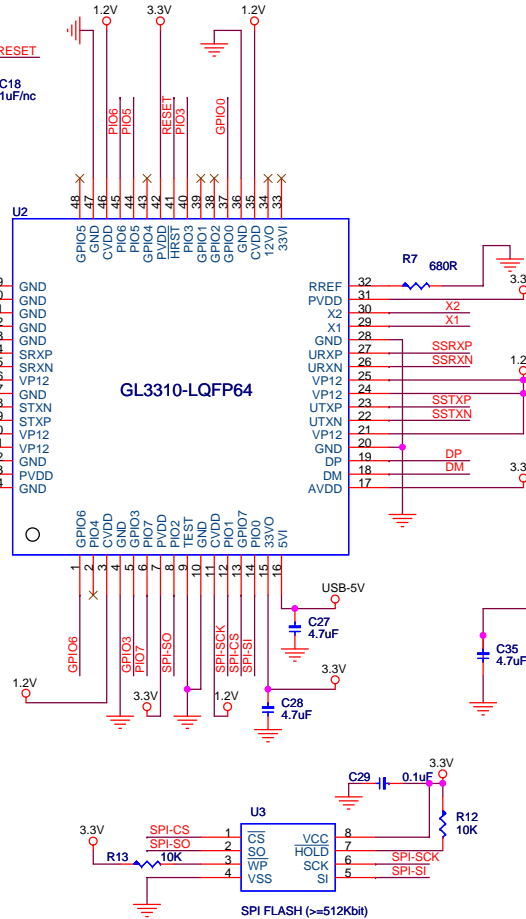 1.2V
3.3V
1.2V
RESET
C18
1uF/nc
PIO6
PIO5
RESET
PIO3
GPIO0
48
47
46
45
44
43
42
41
40
39
38
37
36
35
34
33
U2
GPIO5
GND
CVDD
PIO6
PIO5
GPIO4
PVDD
HRST
PIO3
GPIO1
GPIO2
GPIO0
GND
CVDD
12VO
33VI
R7
680R
GND
GND
GND
GND
GND
SRXP
SRXN
VP12
GND
STXN
STXP
VP12
VP12
GND
PVDD
GND
GL3310-LQFP64
RREF 32
PVDD 31
X2 30 X2
X1 29 X1
GND 28
URXP 27 SSRXP
URXN 26 SSRXN
VP12 25
VP12 24
UTXP 23 SSTXP
UTXN 22 SSTXN
VP12 21
GND 20
DP 19 DP
DM 18 DM
AVDD 17
GPIO6
PIO4
CVDD
GND
GPIO3
PIO7
PVDD
PIO2
TEST
GND
CVDD
PIO1
GPIO7
PIO0
33VO
5VI
1
2
3
4
5
6
7
8
9
10
11
12
13
14
15
16
GPIO6
GPIO3
PIO7
SPI-SO
SPI-SCK
SPI-CS
SPI-SI
USB-5V
C27
4.7uF
C35
4.7uF
1.2V
3.3V
1.2V
3.3V
C28
4.7uF
3.3V
C29 0.1uF
R12
10K
U3
3.3V
SPI-CS 1 CS
SPI-SO 2 SO
R13 10K 3 WP
4 VSS
VCC 8
HOLD 7
SCK 6 SPI-SCK
SI 5 SPI-SI
SPI FLASH (>=512Kbit)